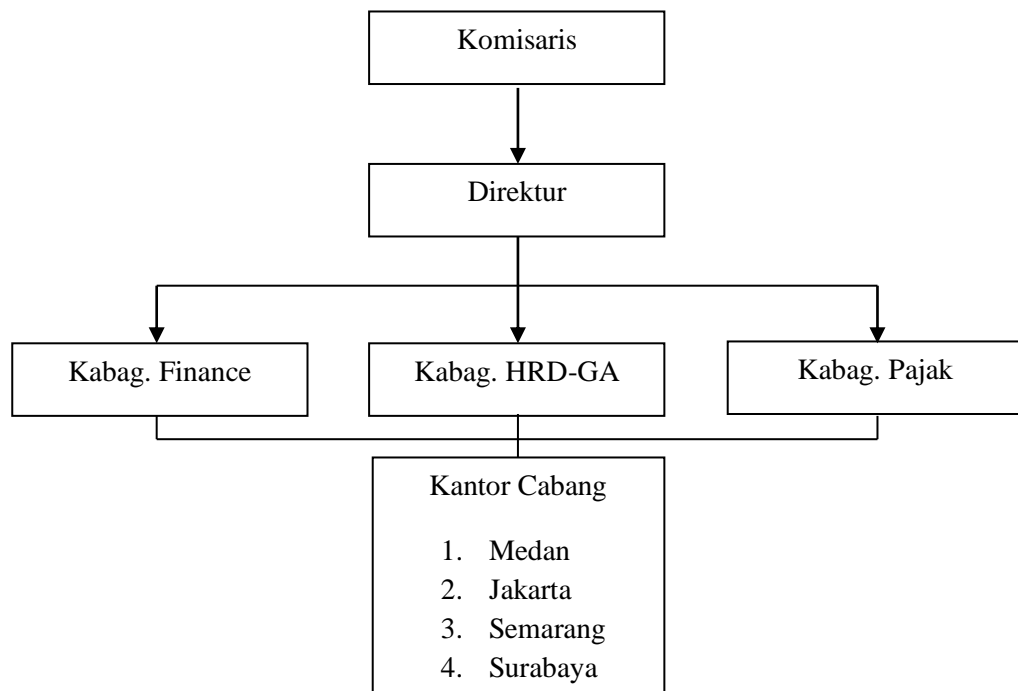 Komisaris
Direktur
Kabag. Finance
Kabag. HRD-GA
Kabag. Pajak
Kantor Cabang
1. Medan
2. Jakarta
3. Semarang
4. Surabaya